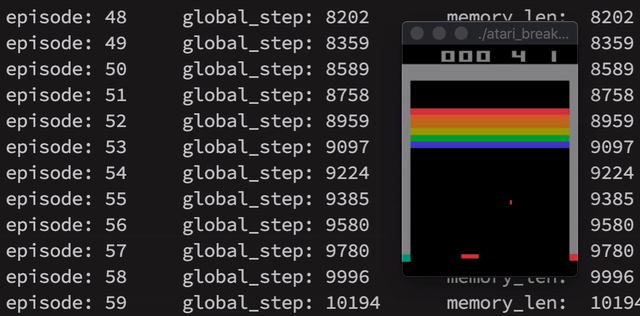 episode: 48 global_step: 8202 memory_len: 8202
episode: 49 global_step: 8359 8359
./atari_break...
episode: 50 global_step: 8589 8589
000 4 1
episode: 51 global_step: 8758 8758
episode: 52 global_step: 8959 8959
episode: 53 global_step: 9097 9097
episode: 54 global_step: 9224 9224
episode: 55 global_step: 9385 9385
episode: 56 global_step: 9580 9580
episode: 57 global_step: 9780 9780
episode: 58 global_step: 9996 memory_len: 9996
episode: 59 global_step: 10194 memory_len: 1019